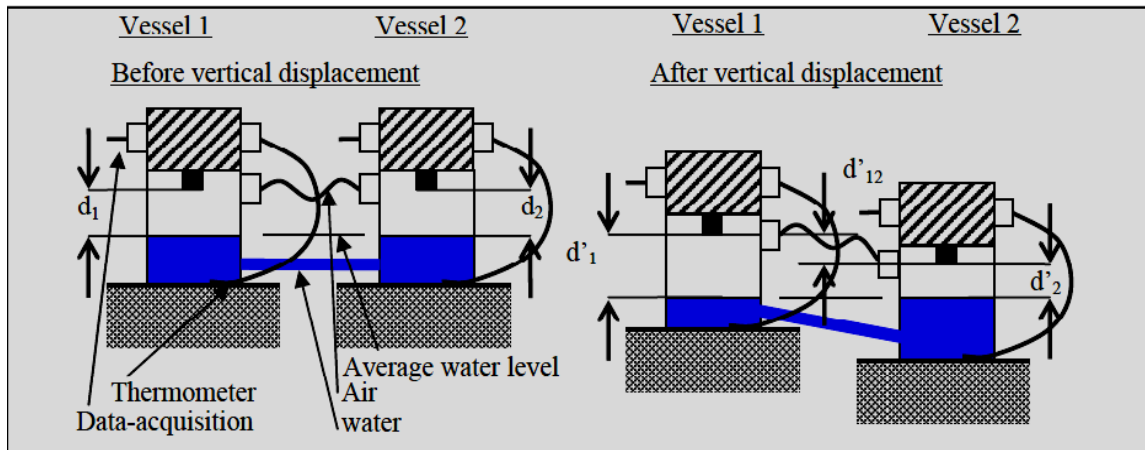 Vessel 1 Vessel 2
Before vertical displacement
d1
d2
Average water level
Thermometer
Air
Data-acquisition
water
Vessel 1
Vessel 2
After vertical displacement
d'12
d'1
d'2